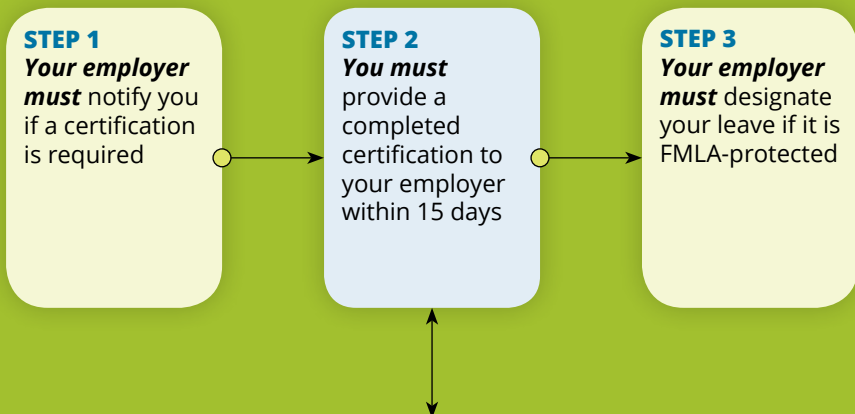 STEP 1
Your employer
must notify you
if a certification
is required
STEP 2
You must
provide a
completed
certification to
your employer
within 15 days
STEP 3
Your employer
must designate
your leave if it is
FMLA-protected